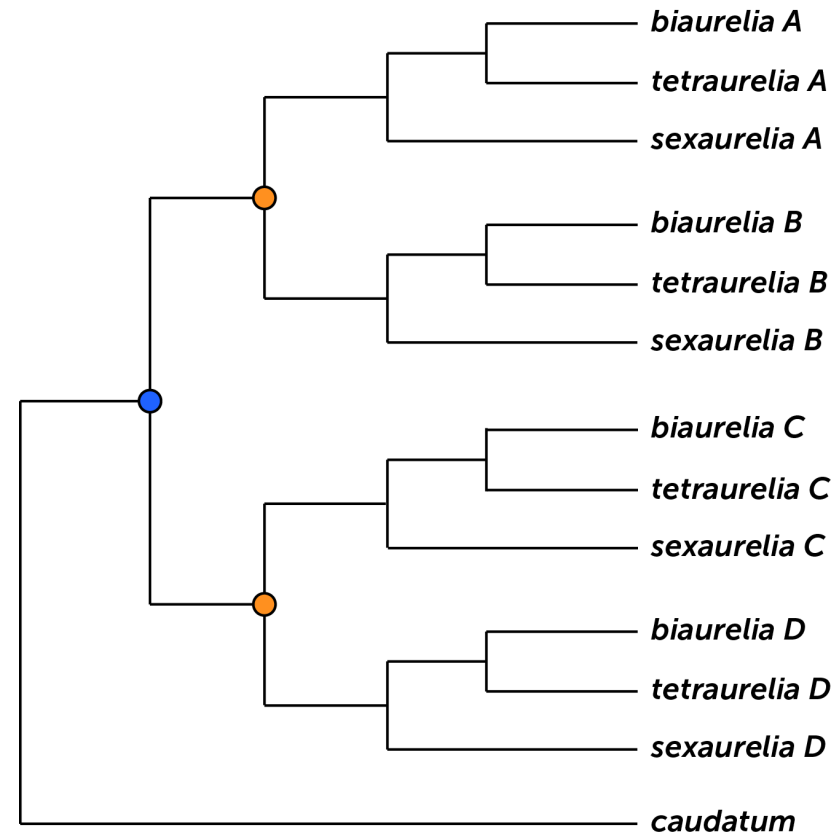 biaurelia A
tetraurelia A
sexaurelia A
biaurelia B
tetraurelia B
sexaurelia B
biaurelia C
tetraurelia C
sexaurelia C
biaurelia D
tetraurelia D
sexaurelia D
caudatum